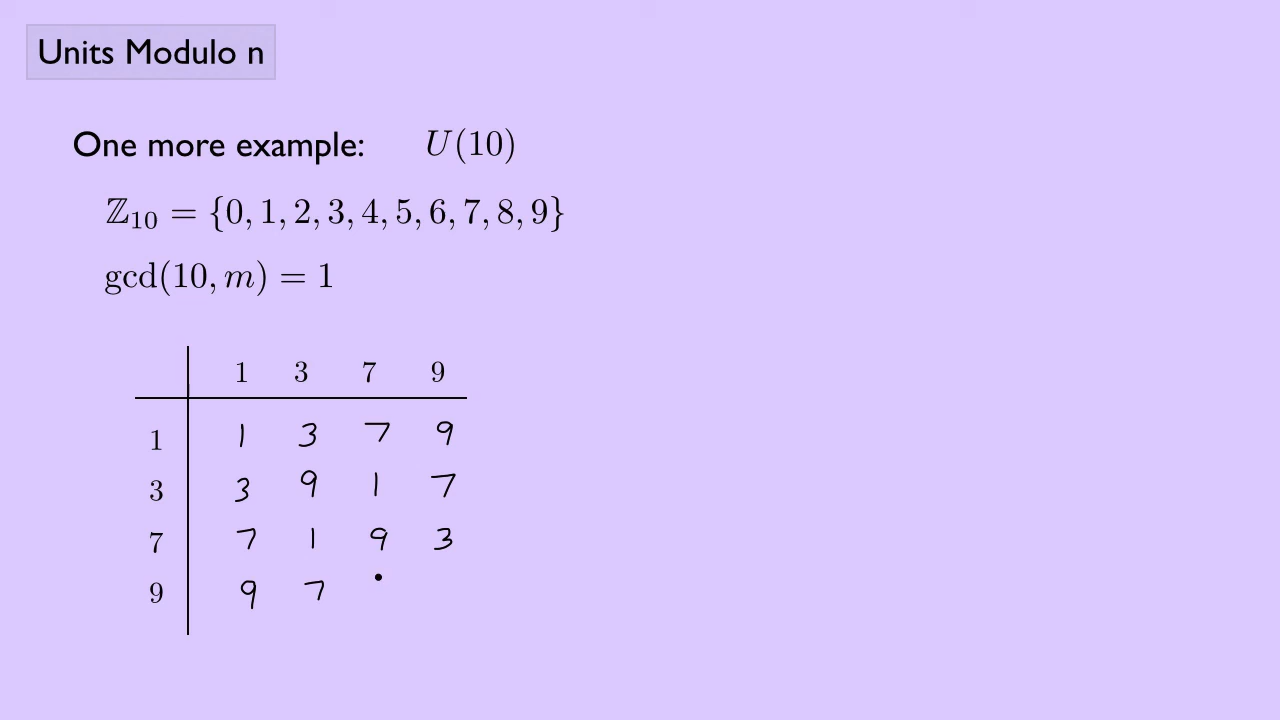 Units Modulo n
One more example: U(10)
ℤ₁₀ = {0, 1, 2, 3, 4, 5, 6, 7, 8, 9}
gcd(10, m) = 1
1 3 7 9
1 1 3 7 9
3 3 9 1 7
7 7 1 9 3
9 9 7